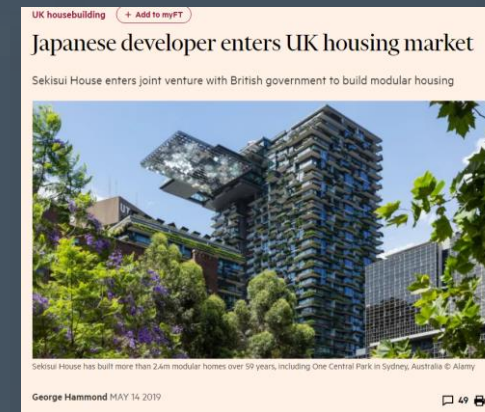 UK housebuilding + Add to myFT
Japanese developer enters UK housing market
Sekisui House enters joint venture with British government to build modular housing
Sekisui House has built more than 2.4m modular homes over 59 years, including One Central Park in Sydney, Australia © Alamy
George Hammond MAY 14 2019
49